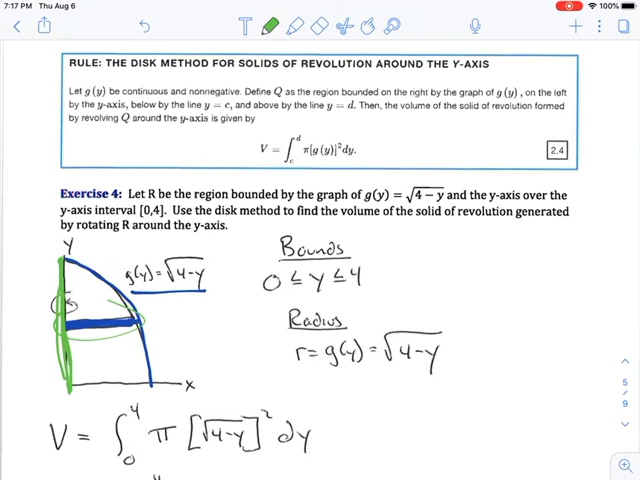 7:17 PM Thu Aug 6
100%
RULE: THE DISK METHOD FOR SOLIDS OF REVOLUTION AROUND THE Y-AXIS
Let g(y) be continuous and nonnegative. Define Q as the region bounded on the right by the graph of g(y), on the left
by the y-axis, below by the line y = c, and above by the line y = d. Then, the volume of the solid of revolution formed
by revolving Q around the y-axis is given by
V = ∫_c^d π[g(y)]² dy.
2.4
Exercise 4: Let R be the region bounded by the graph of g(y) = √(4 − y) and the y-axis over the
y-axis interval [0,4]. Use the disk method to find the volume of the solid of revolution generated
by rotating R around the y-axis.
y
g(y) = √(4-y)
x
Bounds
0 ≤ y ≤ 4
Radius
r = g(y) = √(4-y)
V = ∫_0^4 π [√(4-y)]² dy
4
5
/
9